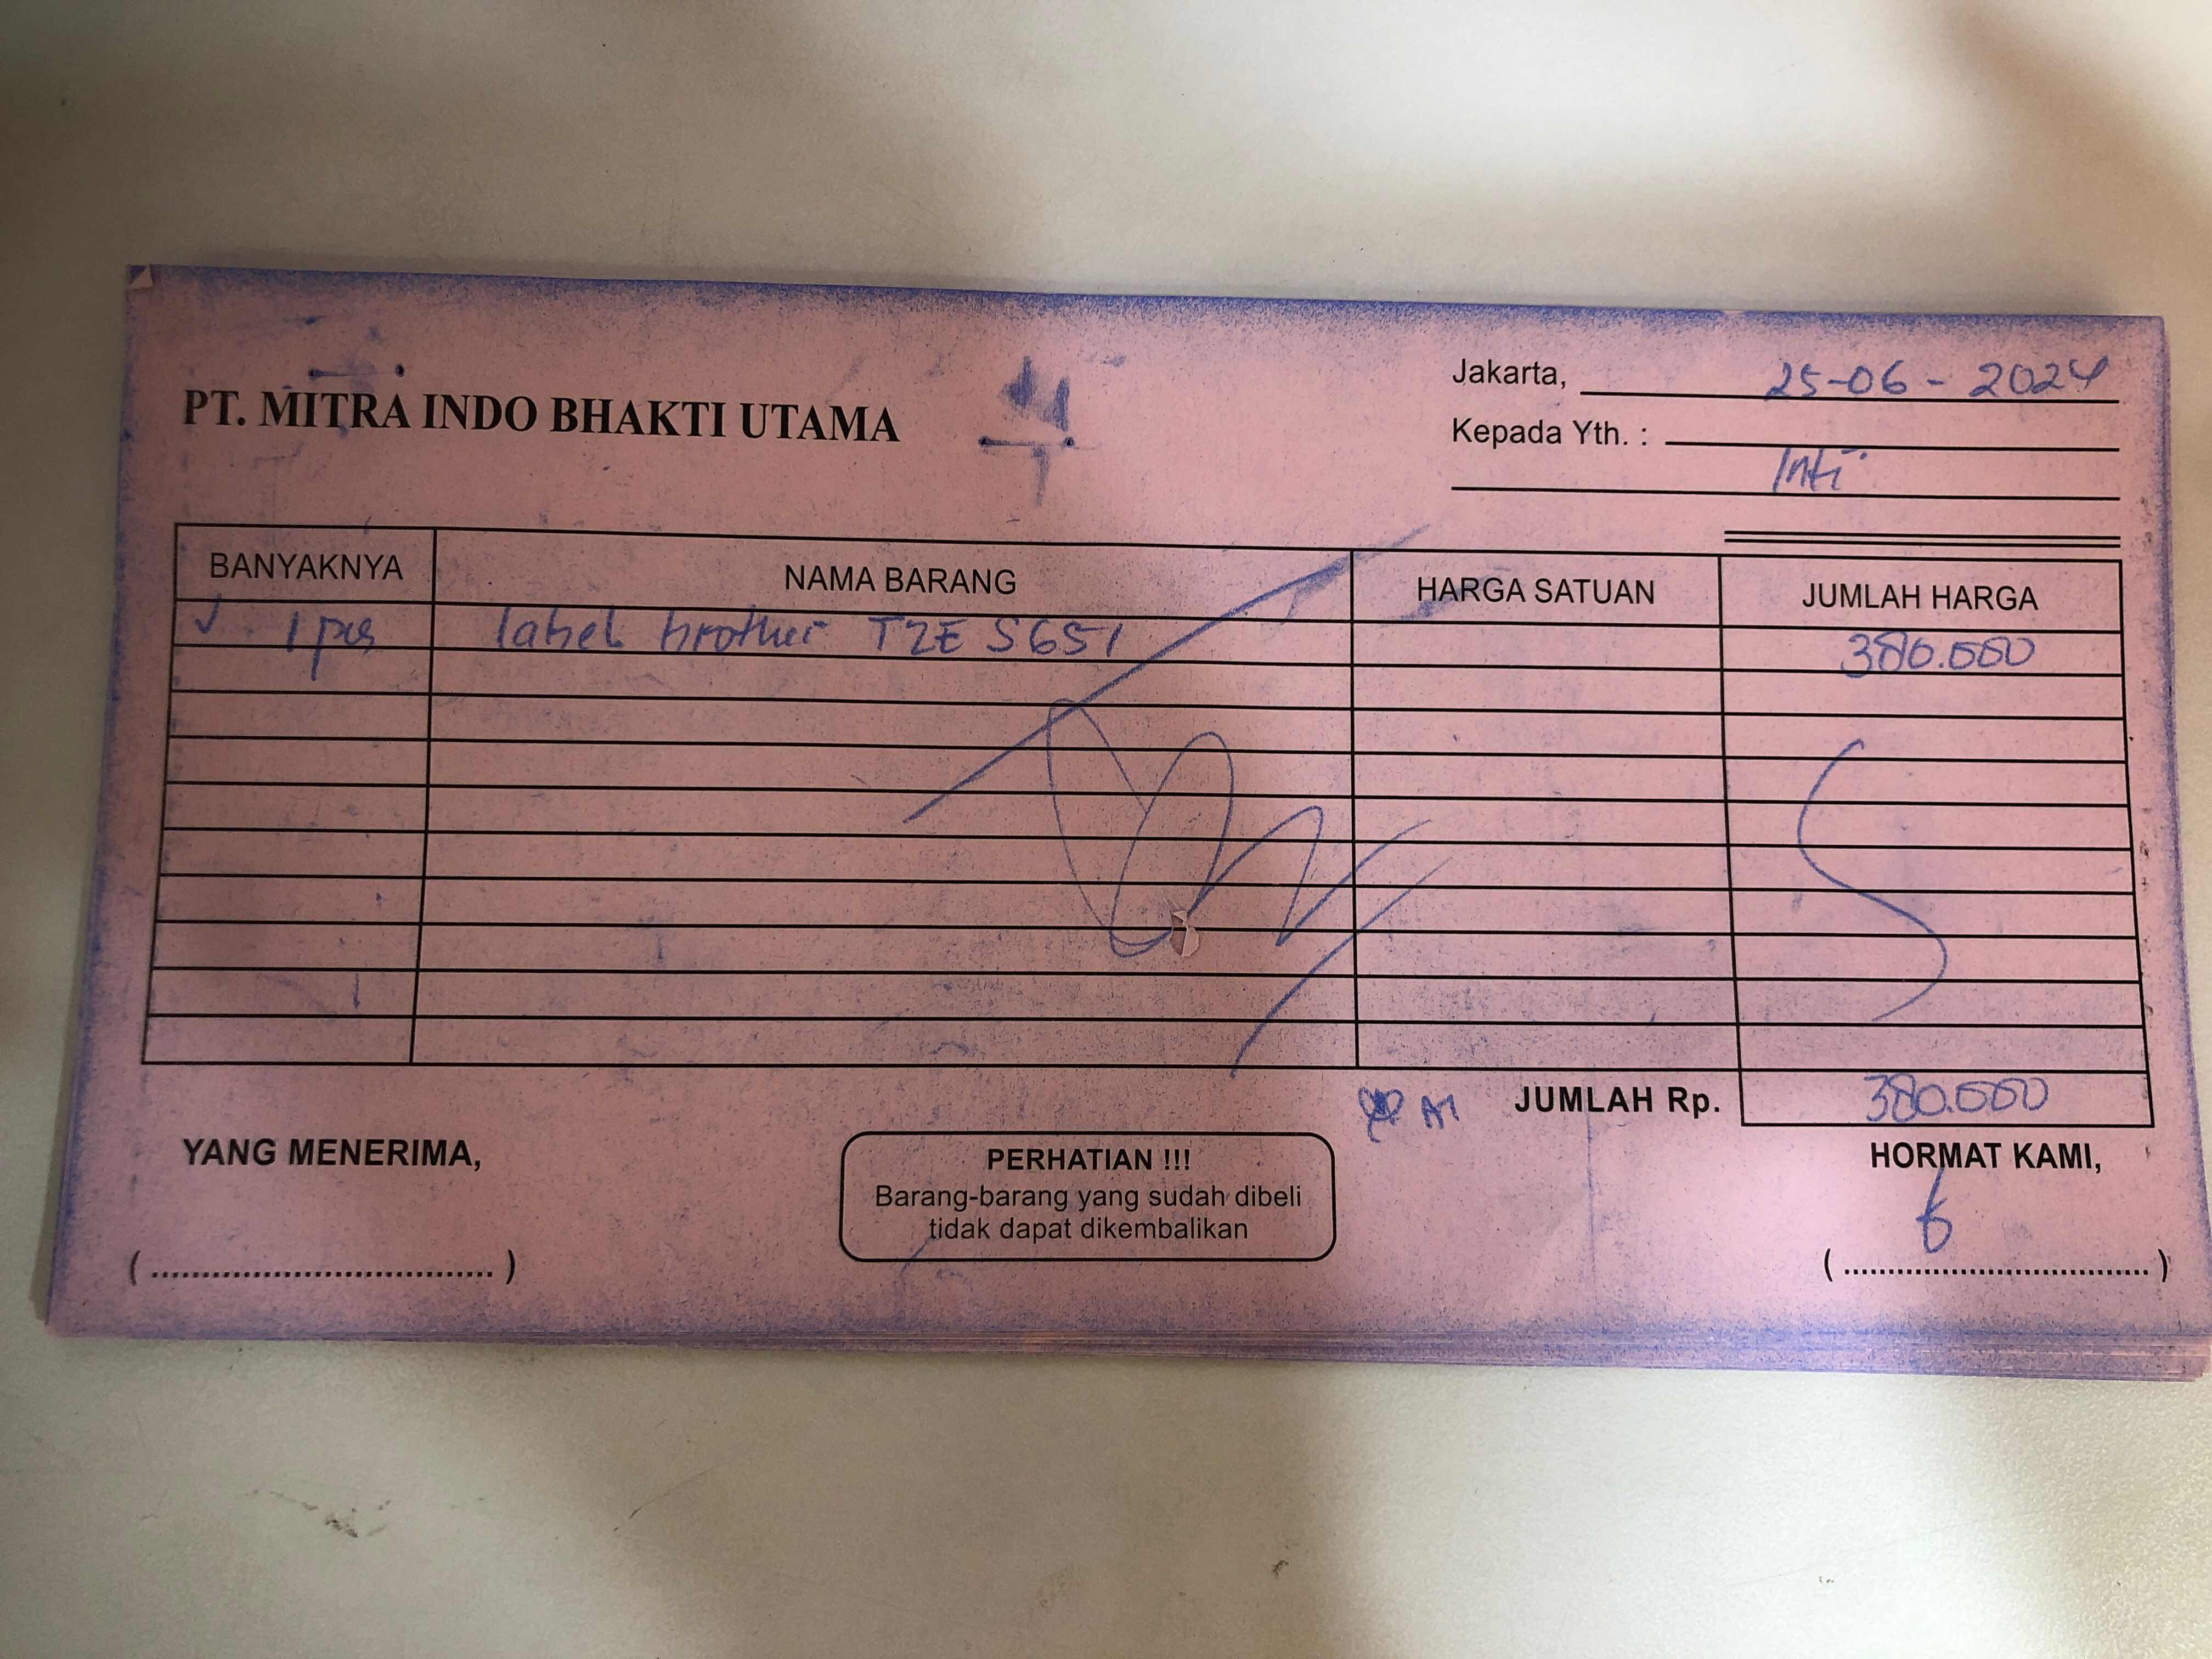 PT. MITRA INDO BHAKTI UTAMA
Jakarta, 25-06-2024
Kepada Yth. :
Inti
BANYAKNYA NAMA BARANG HARGA SATUAN JUMLAH HARGA
✓ 1 pcs label brother TZE S651 380.000
JUMLAH Rp. 380.000
YANG MENERIMA,
PERHATIAN !!!
Barang-barang yang sudah dibeli
tidak dapat dikembalikan
HORMAT KAMI,
(..................................)
(..................................)